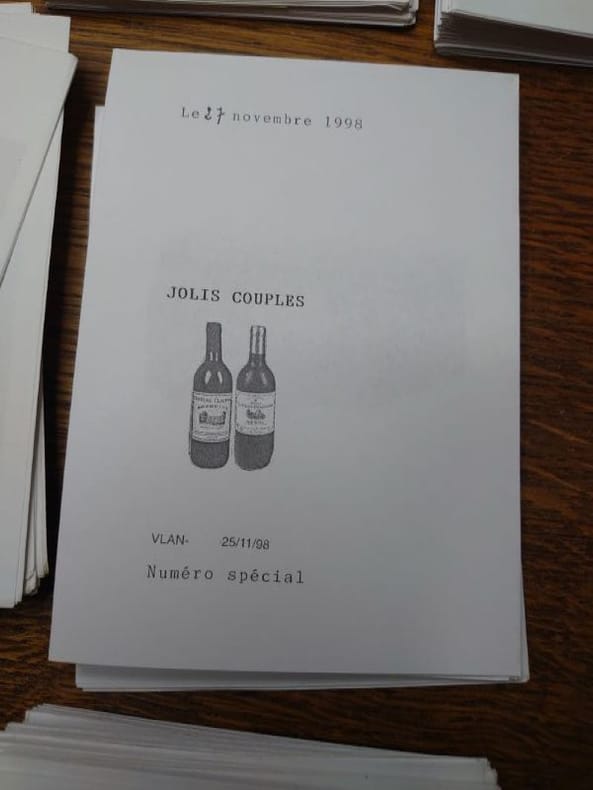 Le 27 novembre 1998
JOLIS COUPLES
VLAN- 25/11/98
Numéro spécial